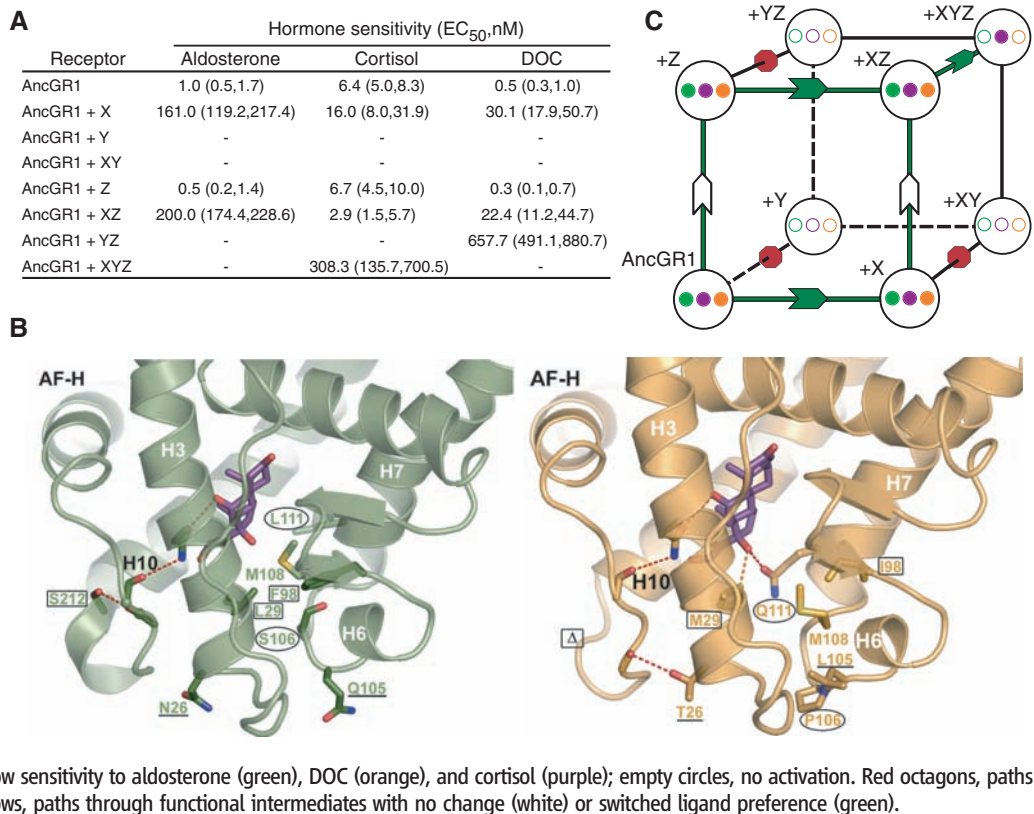 A
Hormone sensitivity (EC50,nM)
Receptor Aldosterone Cortisol DOC
AncGR1 1.0 (0.5,1.7) 6.4 (5.0,8.3) 0.5 (0.3,1.0)
AncGR1 + X 161.0 (119.2,217.4) 16.0 (8.0,31.9) 30.1 (17.9,50.7)
AncGR1 + Y - - -
AncGR1 + XY - - -
AncGR1 + Z 0.5 (0.2,1.4) 6.7 (4.5,10.0) 0.3 (0.1,0.7)
AncGR1 + XZ 200.0 (174.4,228.6) 2.9 (1.5,5.7) 22.4 (11.2,44.7)
AncGR1 + YZ - - 657.7 (491.1,880.7)
AncGR1 + XYZ - 308.3 (135.7,700.5) -
C
+YZ
+XYZ
+Z
+XZ
+Y
+XY
AncGR1
+X
B
AF-H
H3
H7
L111
H10
M108
S212
F98
L29
S106
H6
N26
Q105
AF-H
H3
H7
H10
I98
M29
Q111
Δ
M108
H6
L105
T26
P106
ow sensitivity to aldosterone (green), DOC (orange), and cortisol (purple); empty circles, no activation. Red octagons, paths
ows, paths through functional intermediates with no change (white) or switched ligand preference (green).